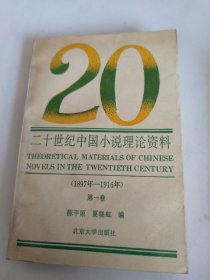 20
二十世纪中国小说理论资料
THEORETICAL MATERIALS OF CHINESE
NOVELS IN THE TWENTIETH CENTURY
(1897年—1916年)
第一卷
陈平原 夏晓虹 编
北京大学出版社